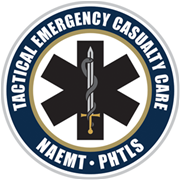 TACTICAL EMERGENCY CASUALTY CARE
NAEMT • PHTLS